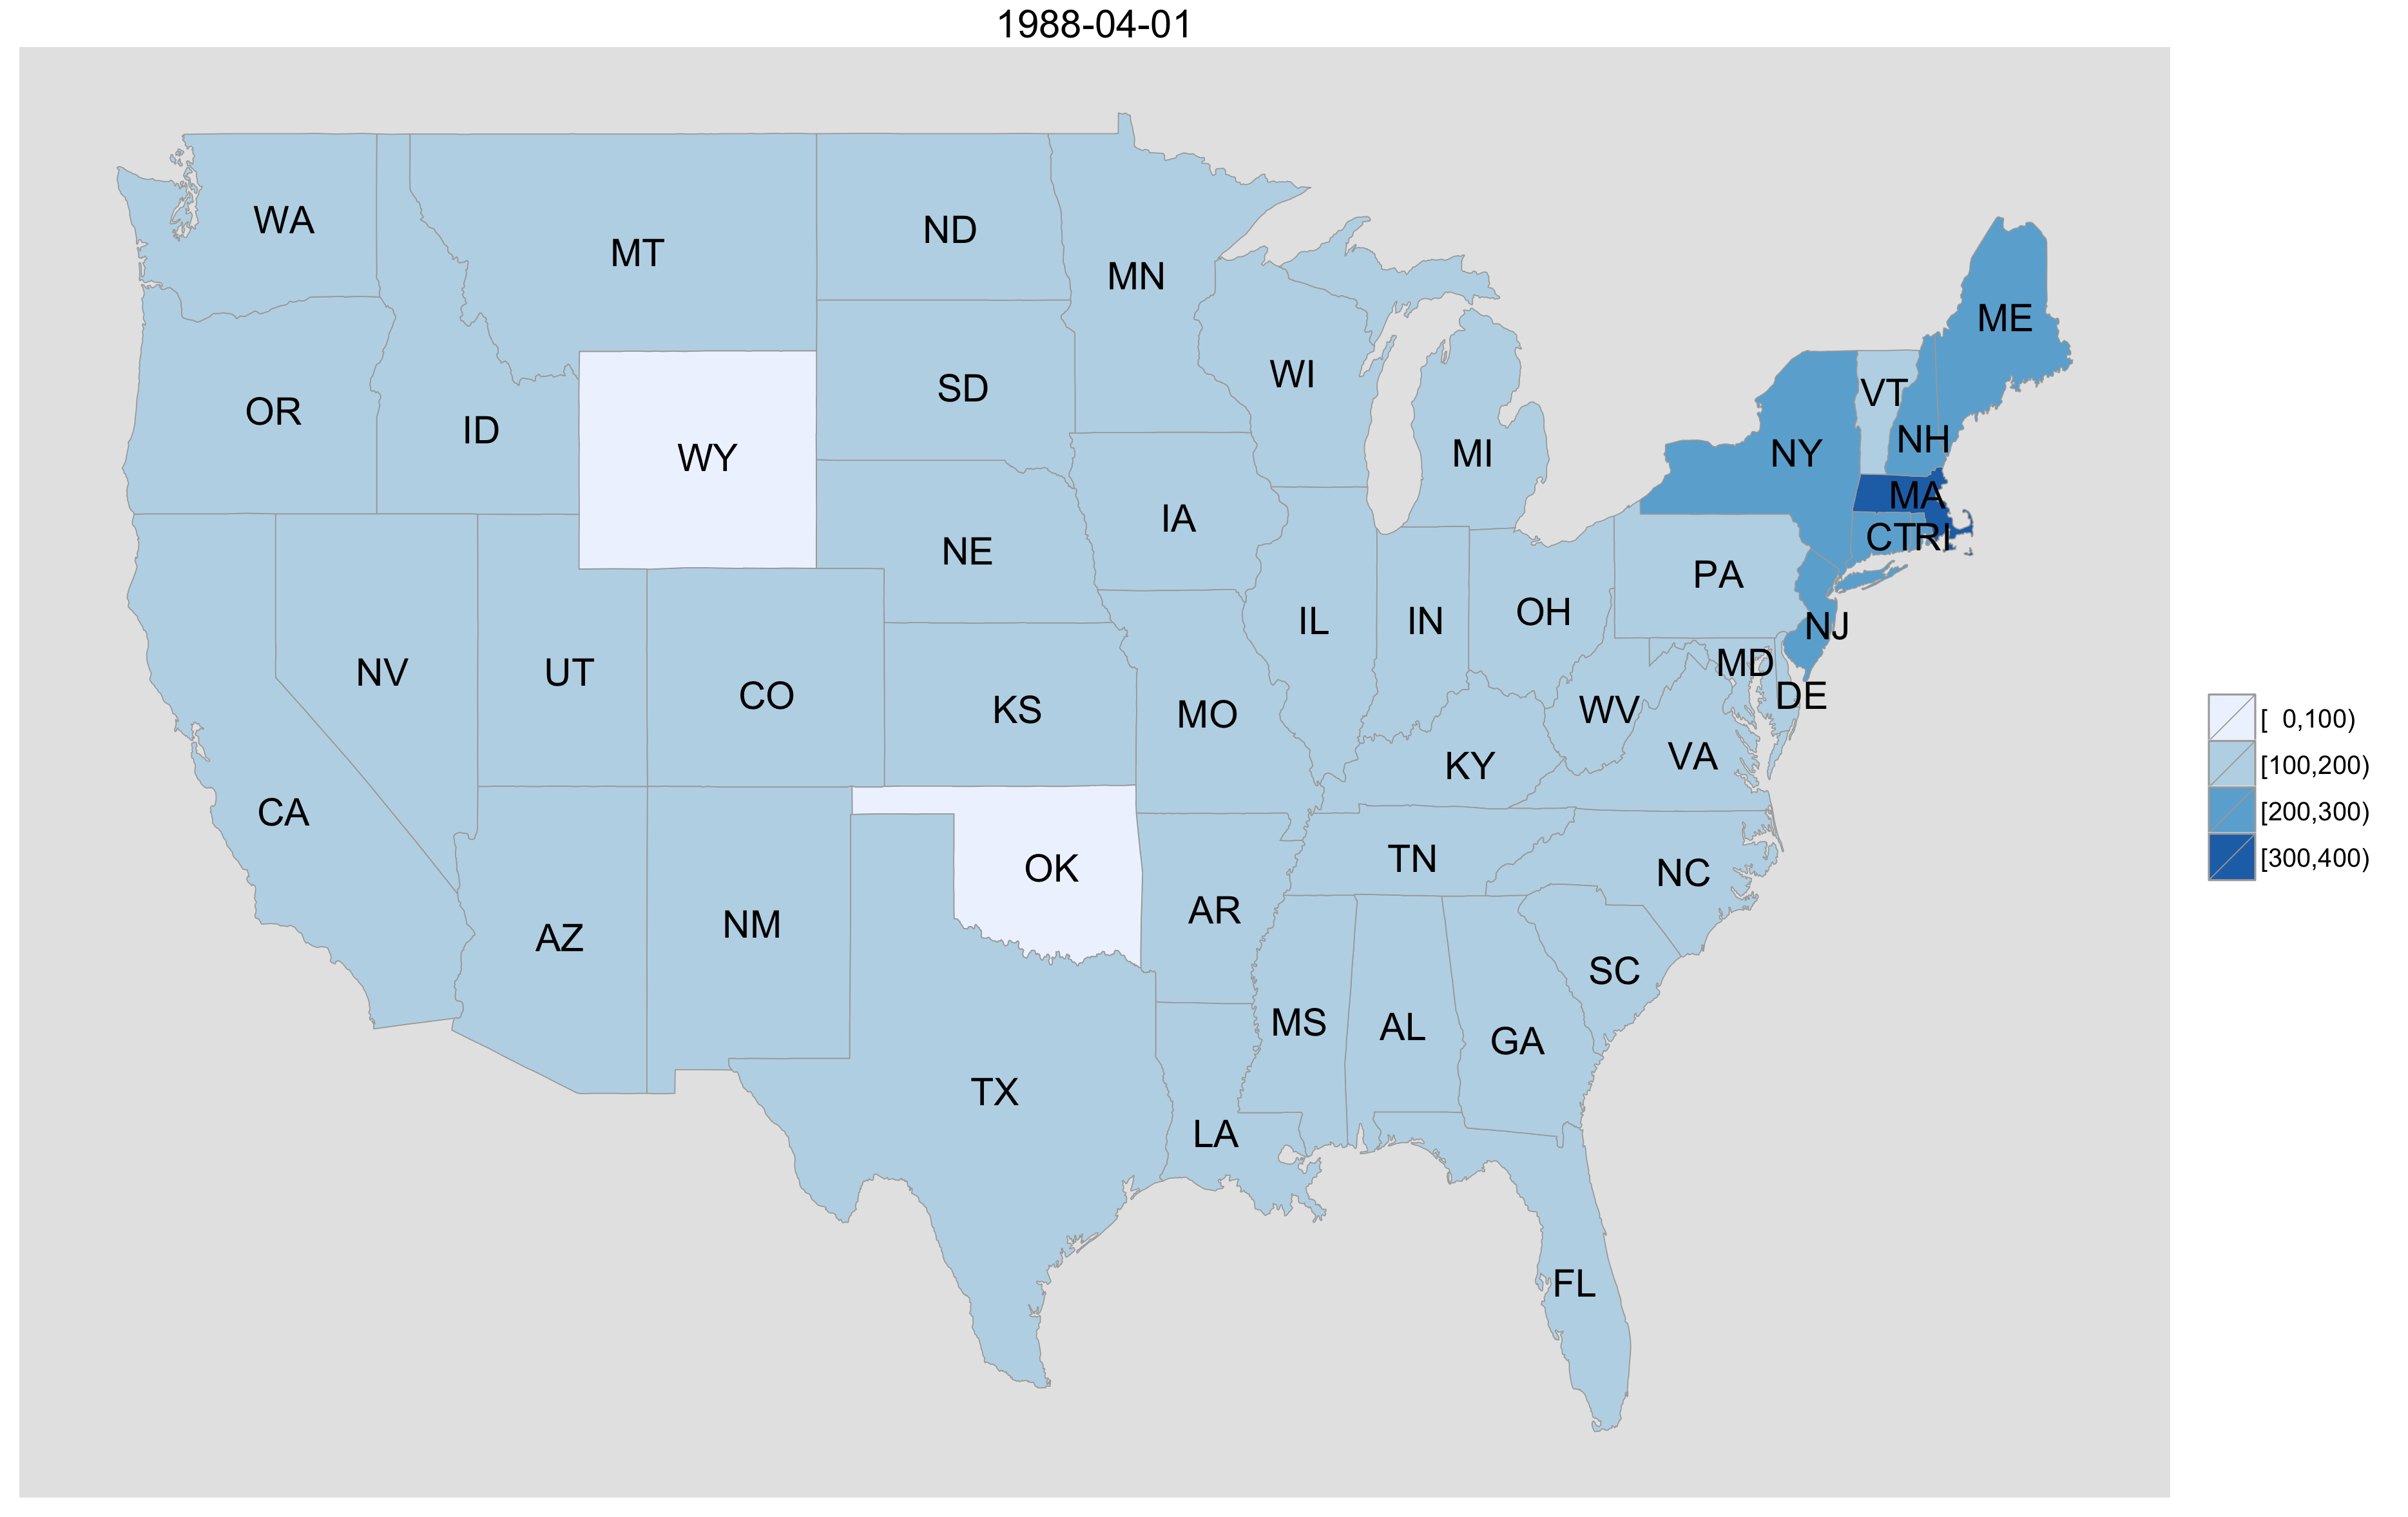 1988-04-01
WA
MT
ND
MN
ME
OR
ID
WY
SD
WI
MI
NY
VT
NH
MA
CT
RI
NE
IA
PA
NJ
NV
UT
CO
KS
MO
IL
IN
OH
WV
MD
DE
VA
KY
CA
AZ
NM
OK
AR
TN
NC
SC
MS
AL
GA
TX
LA
FL
[  0,100)
[100,200)
[200,300)
[300,400)